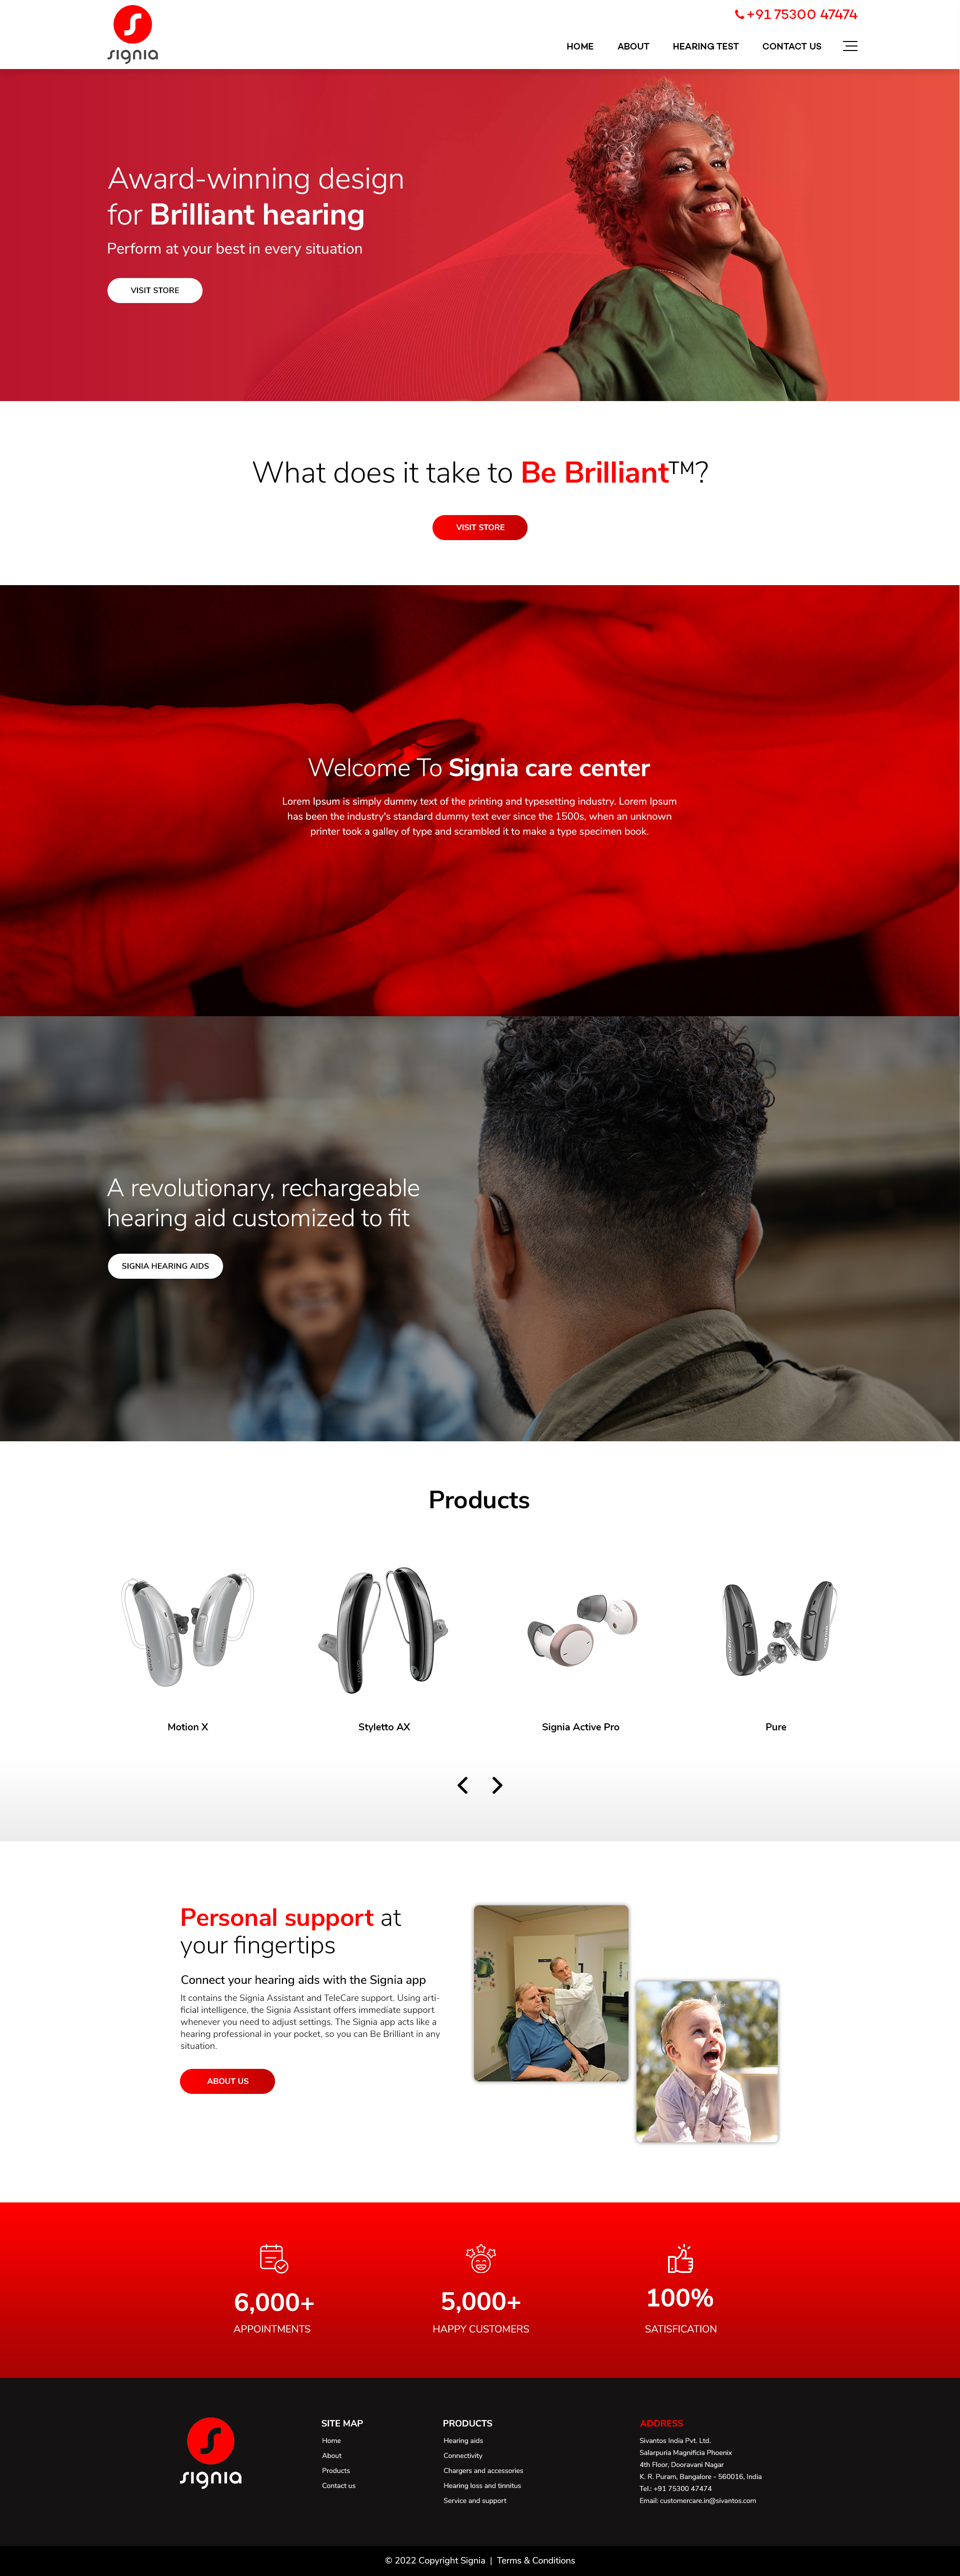 signia
+91 75300 47474
HOME ABOUT HEARING TEST CONTACT US
Award-winning design
for Brilliant hearing
Perform at your best in every situation
VISIT STORE
What does it take to Be Brilliant™?
VISIT STORE
Welcome To Signia care center
Lorem Ipsum is simply dummy text of the printing and typesetting industry. Lorem Ipsum
has been the industry's standard dummy text ever since the 1500s, when an unknown
printer took a galley of type and scrambled it to make a type specimen book.
A revolutionary, rechargeable
hearing aid customized to fit
SIGNIA HEARING AIDS
Products
Motion X
Styletto AX
Signia Active Pro
Pure
Personal support at
your fingertips
Connect your hearing aids with the Signia app
It contains the Signia Assistant and TeleCare support. Using arti-
ficial intelligence, the Signia Assistant offers immediate support
whenever you need to adjust settings. The Signia app acts like a
hearing professional in your pocket, so you can Be Brilliant in any
situation.
ABOUT US
6,000+
APPOINTMENTS
5,000+
HAPPY CUSTOMERS
100%
SATISFICATION
signia
SITE MAP
Home
About
Products
Contact us
PRODUCTS
Hearing aids
Connectivity
Chargers and accessories
Hearing loss and tinnitus
Service and support
ADDRESS
Sivantos India Pvt. Ltd.
Salarpuria Magnificia Phoenix
4th Floor, Dooravani Nagar
K. R. Puram, Bangalore - 560016, India
Tel.: +91 75300 47474
Email: customercare.in@sivantos.com
© 2022 Copyright Signia | Terms & Conditions